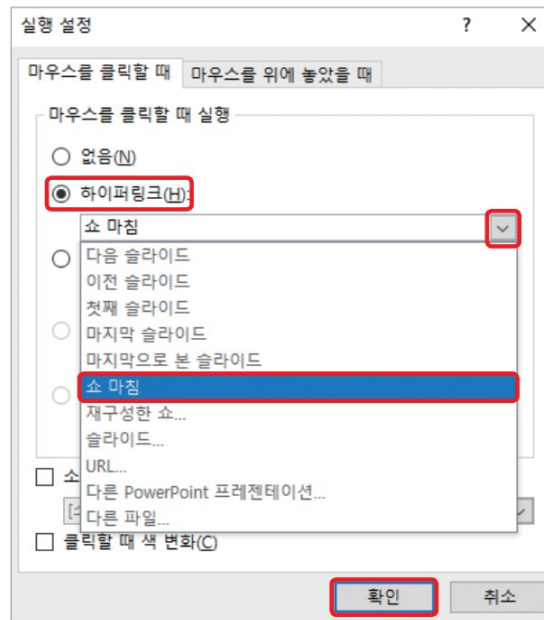 실행 설정 ? ×
마우스를 클릭할 때 마우스를 위에 놓았을 때
마우스를 클릭할 때 실행
없음(N)
하이퍼링크(H):
쇼 마침
다음 슬라이드
이전 슬라이드
첫째 슬라이드
마지막 슬라이드
마지막으로 본 슬라이드
쇼 마침
재구성한 쇼...
슬라이드...
URL...
소
다른 PowerPoint 프레젠테이션...
다른 파일...
클릭할 때 색 변화(C)
확인 취소